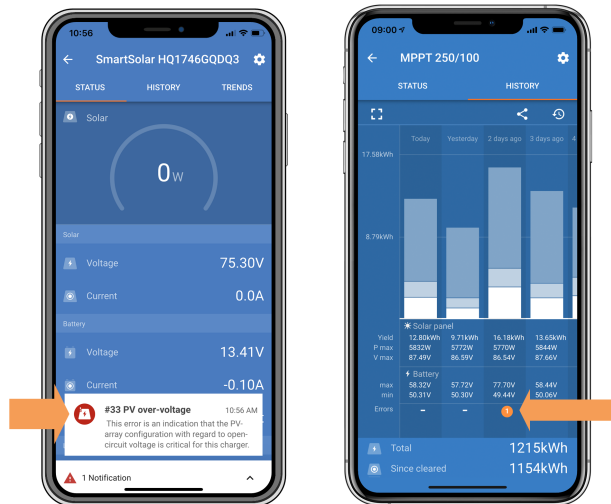 10:56
SmartSolar HQ1746GQDQ3
STATUS HISTORY TRENDS
Solar
0W
Solar
Voltage 75.30V
Current 0.0A
Battery
Voltage 13.41V
Current -0.10A
#33 PV over-voltage 10:56 AM
This error is an indication that the PV-
array configuration with regard to open-
circuit voltage is critical for this charger.
1 Notification
09:00
MPPT 250/100
STATUS HISTORY
Today Yesterday 2 days ago 3 days ago 4
17.58kWh
8.79kWh
Solar panel
Yield 12.80kWh 9.71kWh 16.18kWh 13.65kWh
P max 5832W 5772W 5770W 5844W
V max 87.49V 86.59V 86.54V 87.66V
Battery
max 58.32V 57.72V 77.70V 58.44V
min 50.31V 50.30V 49.44V 50.06V
Errors – – 1
Total 1215kWh
Since cleared 1154kWh